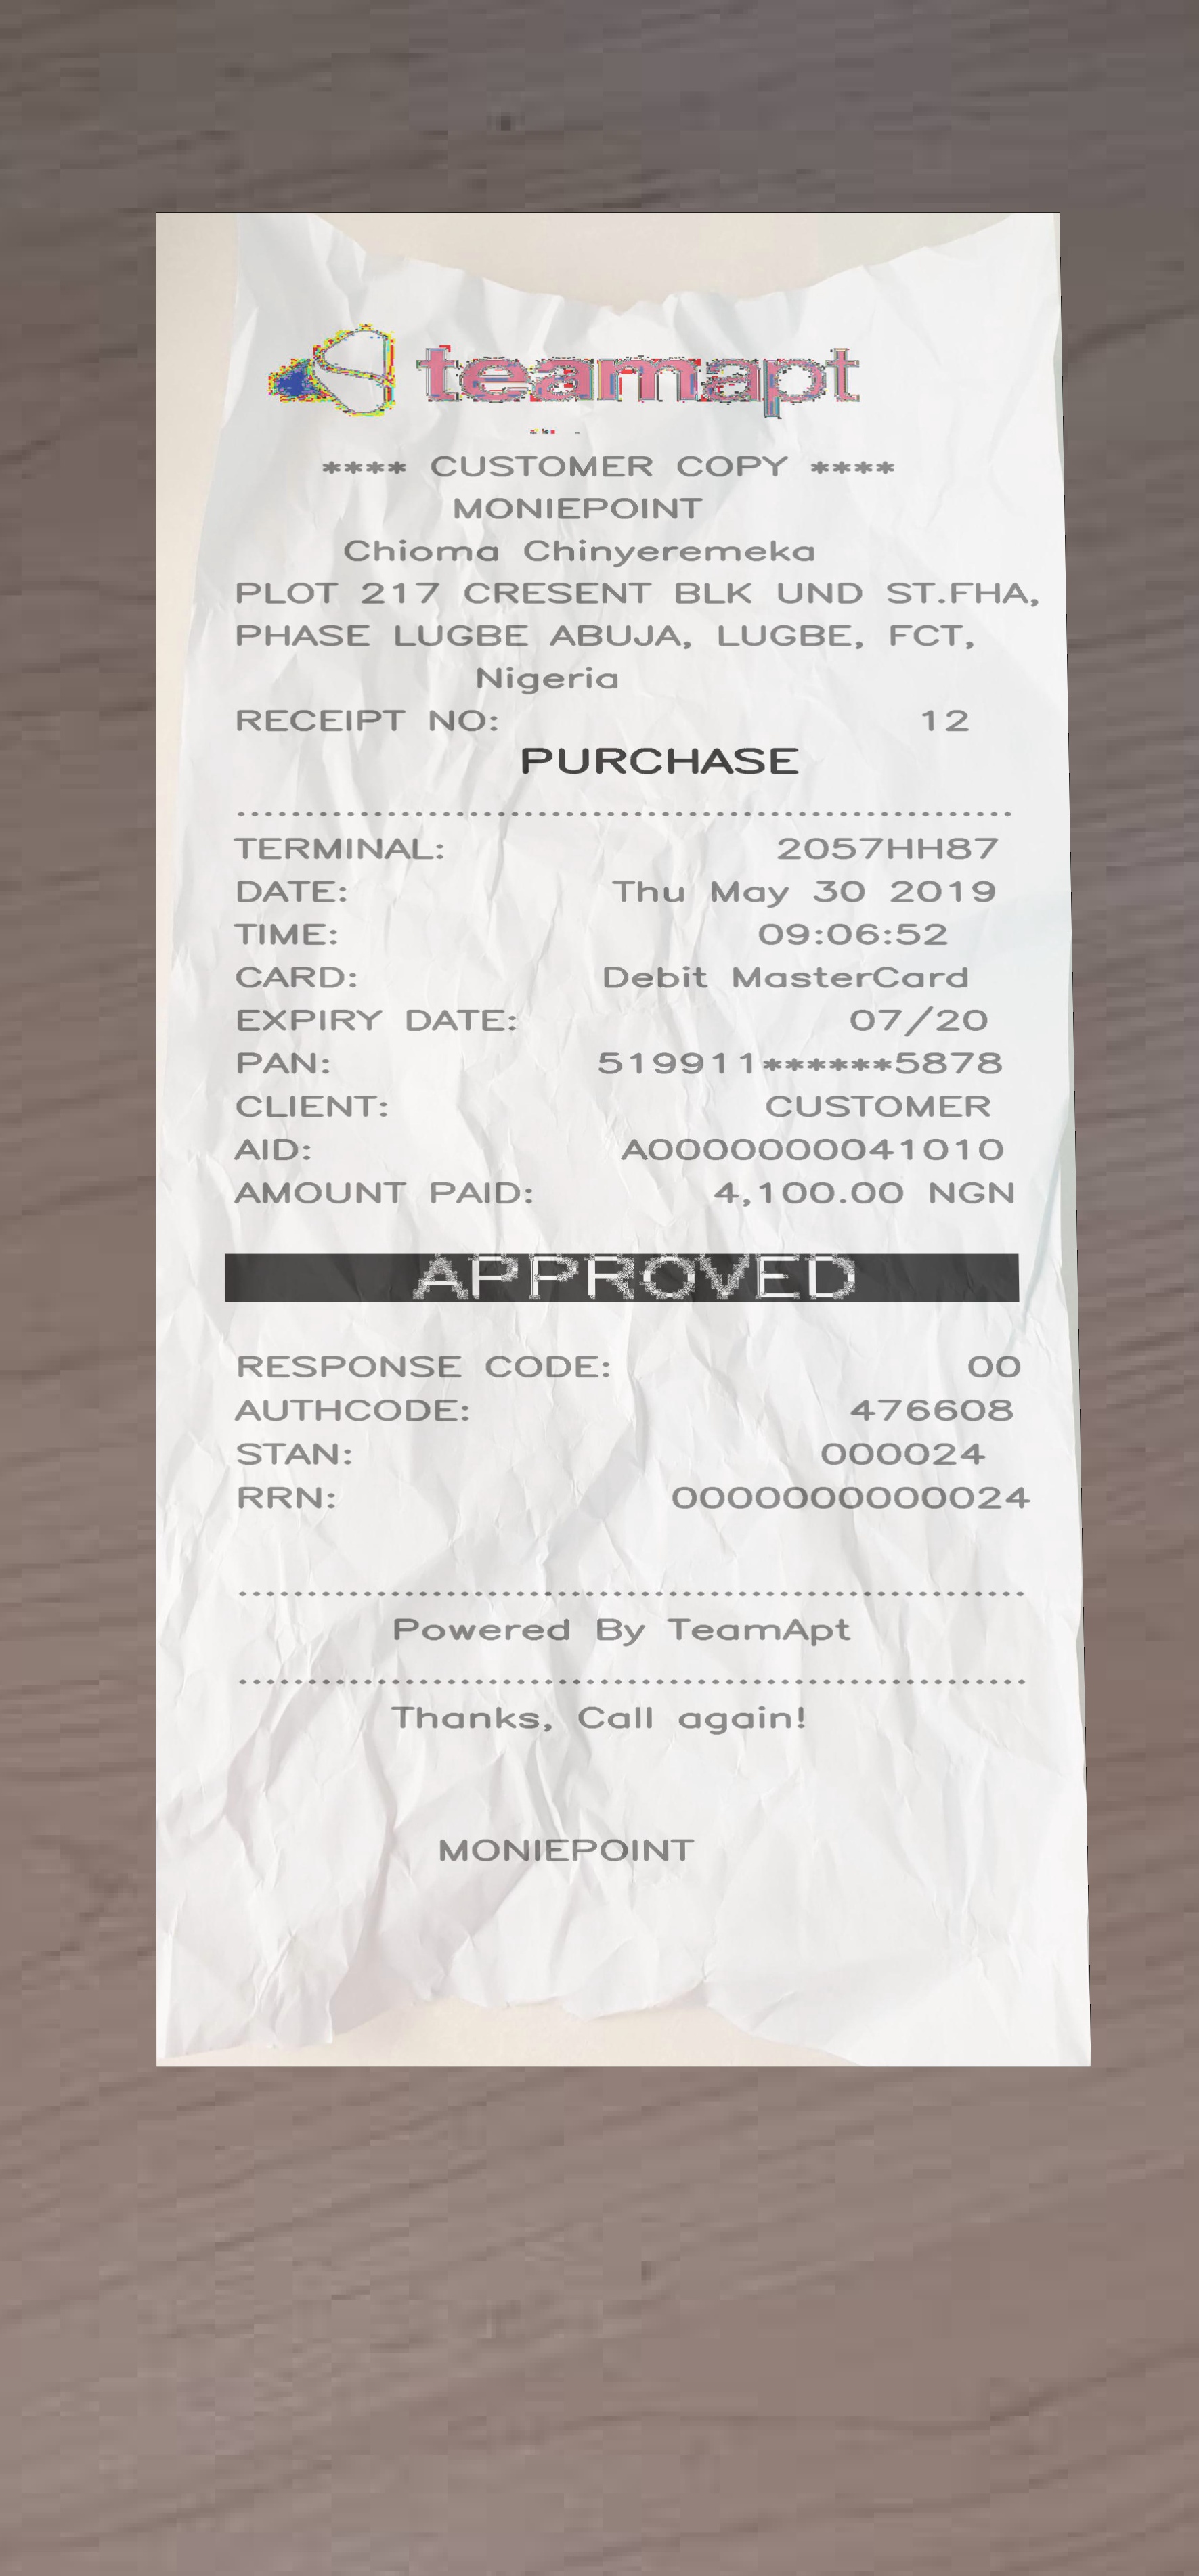 teamapt
**** CUSTOMER COPY ****
MONIEPOINT
Chioma Chinyeremeka
PLOT 217 CRESENT BLK UND ST.FHA,
PHASE LUGBE ABUJA, LUGBE, FCT,
Nigeria
RECEIPT NO: 12
PURCHASE
TERMINAL: 2057HH87
DATE: Thu May 30 2019
TIME: 09:06:52
CARD: Debit MasterCard
EXPIRY DATE: 07/20
PAN: 519911******5878
CLIENT: CUSTOMER
AID: A0000000041010
AMOUNT PAID: 4,100.00 NGN
APPROVED
RESPONSE CODE: 00
AUTHCODE: 476608
STAN: 000024
RRN: 0000000000024
Powered By TeamApt
Thanks, Call again!
MONIEPOINT